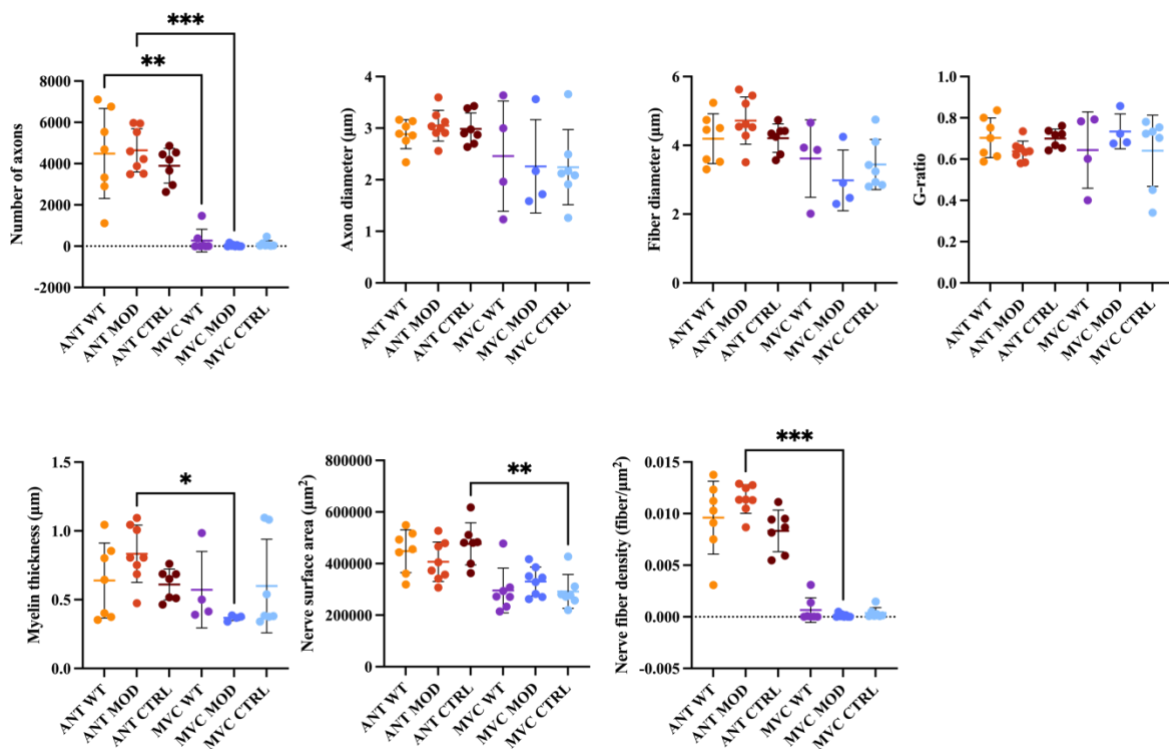 ***
**
Number of axons
8000
6000
4000
2000
0
-2000
ANT WT
ANT MOD
ANT CTRL
MVC WT
MVC MOD
MVC CTRL
Axon diameter (µm)
4
3
2
1
0
ANT WT
ANT MOD
ANT CTRL
MVC WT
MVC MOD
MVC CTRL
Fiber diameter (µm)
6
4
2
0
ANT WT
ANT MOD
ANT CTRL
MVC WT
MVC MOD
MVC CTRL
G-ratio
1.0
0.8
0.6
0.4
0.2
0.0
ANT WT
ANT MOD
ANT CTRL
MVC WT
MVC MOD
MVC CTRL
*
Myelin thickness (µm)
1.5
1.0
0.5
0.0
ANT WT
ANT MOD
ANT CTRL
MVC WT
MVC MOD
MVC CTRL
**
Nerve surface area (µm²)
800000
600000
400000
200000
0
ANT WT
ANT MOD
ANT CTRL
MVC WT
MVC MOD
MVC CTRL
***
Nerve fiber density (fiber/µm²)
0.015
0.010
0.005
0.000
-0.005
ANT WT
ANT MOD
ANT CTRL
MVC WT
MVC MOD
MVC CTRL